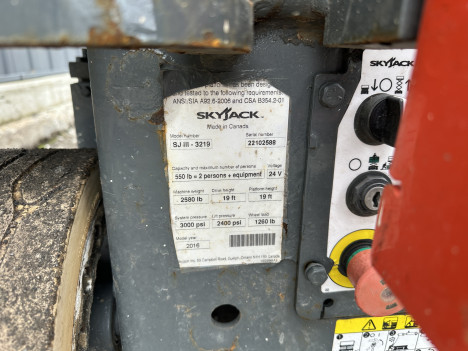 and tested to the following requirements
ANSI/SIA A92.6-2006 and CSA B354.2-01
SKYJACK
Made in Canada
Model number Serial number
SJ III - 3219 22102588
Capacity and maximum number of persons Voltage
550 lb = 2 persons + equipment 24 V
Machine weight Drive height Platform height
2580 lb 19 ft 19 ft
System pressure Lift pressure Wheel load
3000 psi 2400 psi 1260 lb
Model year
2016
SKYJACK